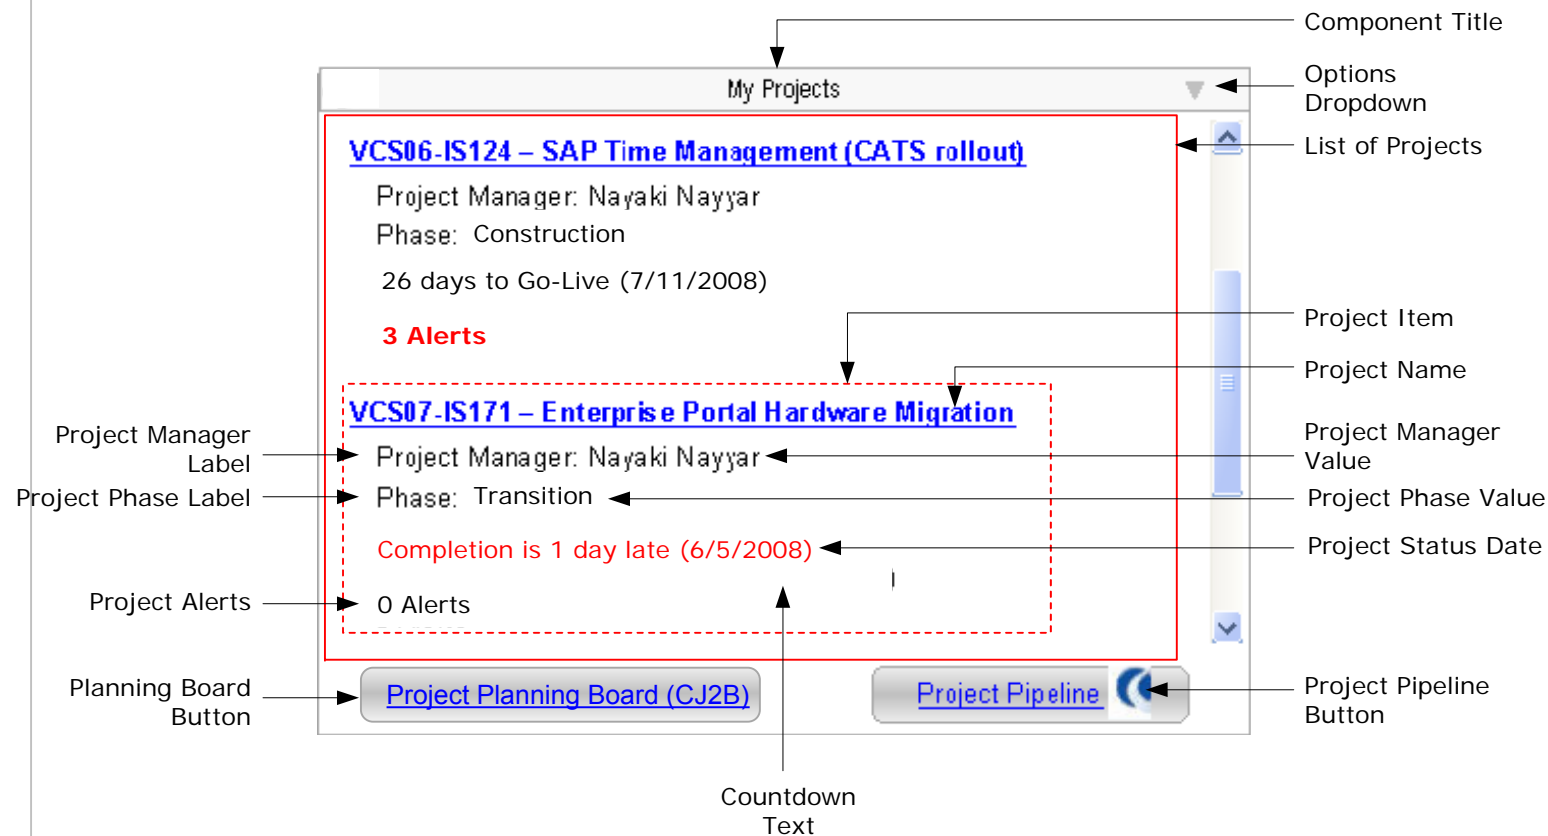 Component Title
Options
Dropdown
My Projects
List of Projects
VCS06-IS124 – SAP Time Management (CATS rollout)
Project Manager: Nayaki Nayyar
Phase: Construction
26 days to Go-Live (7/11/2008)
3 Alerts
Project Item
Project Name
VCS07-IS171 – Enterprise Portal Hardware Migration
Project Manager
Label
Project Manager: Nayaki Nayyar
Project Manager
Value
Project Phase Label
Phase: Transition
Project Phase Value
Completion is 1 day late (6/5/2008)
Project Status Date
Project Alerts
0 Alerts
Planning Board
Button
Project Planning Board (CJ2B)
Project Pipeline
Project Pipeline
Button
Countdown
Text